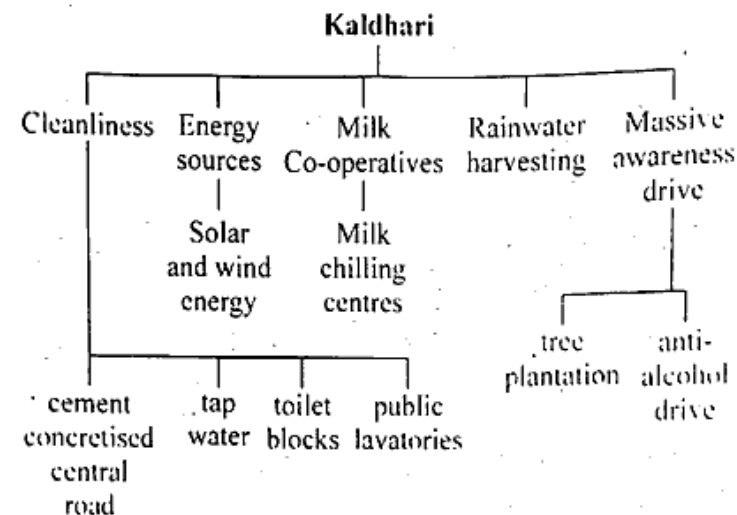 Kaldhari
Cleanliness
Energy
sources
Milk
Co-operatives
Rainwater
harvesting
Massive
awareness
drive
Solar
and wind
energy
Milk
chilling
centres
tree
plantation
anti-
alcohol
drive
cement
concretised
central
road
tap
water
toilet
blocks
public
lavatories